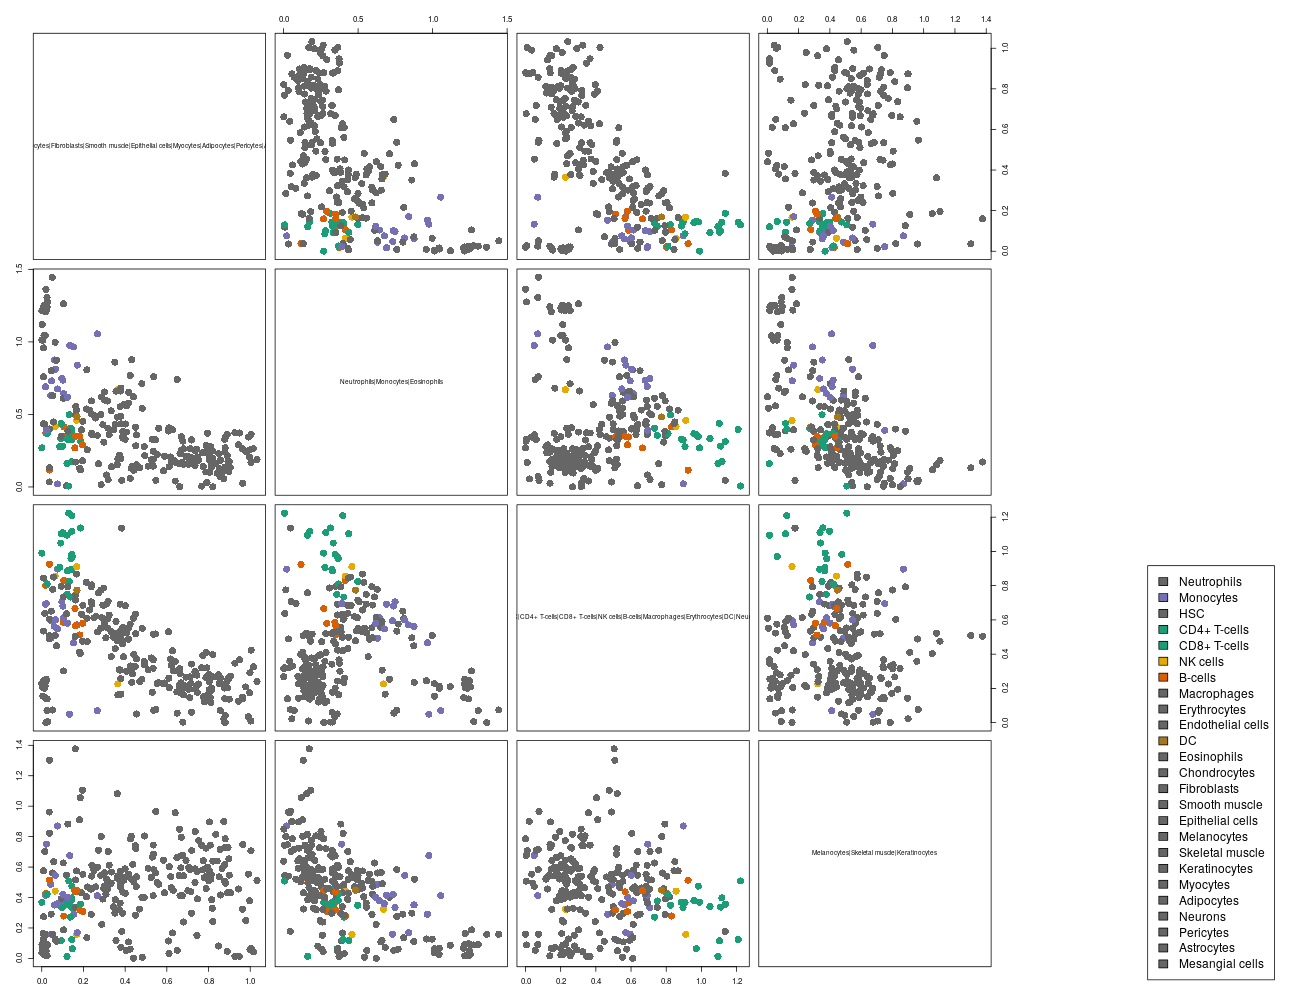 0.0 0.5 1.0 1.5
0.0 0.2 0.4 0.6 0.8 1.0 1.2 1.4
cytes|Fibroblasts|Smooth muscle|Epithelial cells|Myocytes|Adipocytes|Pericytes|
0.0 0.2 0.4 0.6 0.8 1.0
0.0 0.5 1.0 1.5
Neutrophils|Monocytes|Eosinophils
|CD4+ T-cells|CD8+ T-cells|NK cells|B-cells|Macrophages|Erythrocytes|DC|Neu
0.0 0.2 0.4 0.6 0.8 1.0 1.2
0.0 0.2 0.4 0.6 0.8 1.0 1.2 1.4
Melanocytes|Skeletal muscle|Keratinocytes
0.0 0.2 0.4 0.6 0.8 1.0
0.0 0.2 0.4 0.6 0.8 1.0 1.2
Neutrophils
Monocytes
HSC
CD4+ T-cells
CD8+ T-cells
NK cells
B-cells
Macrophages
Erythrocytes
Endothelial cells
DC
Eosinophils
Chondrocytes
Fibroblasts
Smooth muscle
Epithelial cells
Melanocytes
Skeletal muscle
Keratinocytes
Myocytes
Adipocytes
Neurons
Pericytes
Astrocytes
Mesangial cells